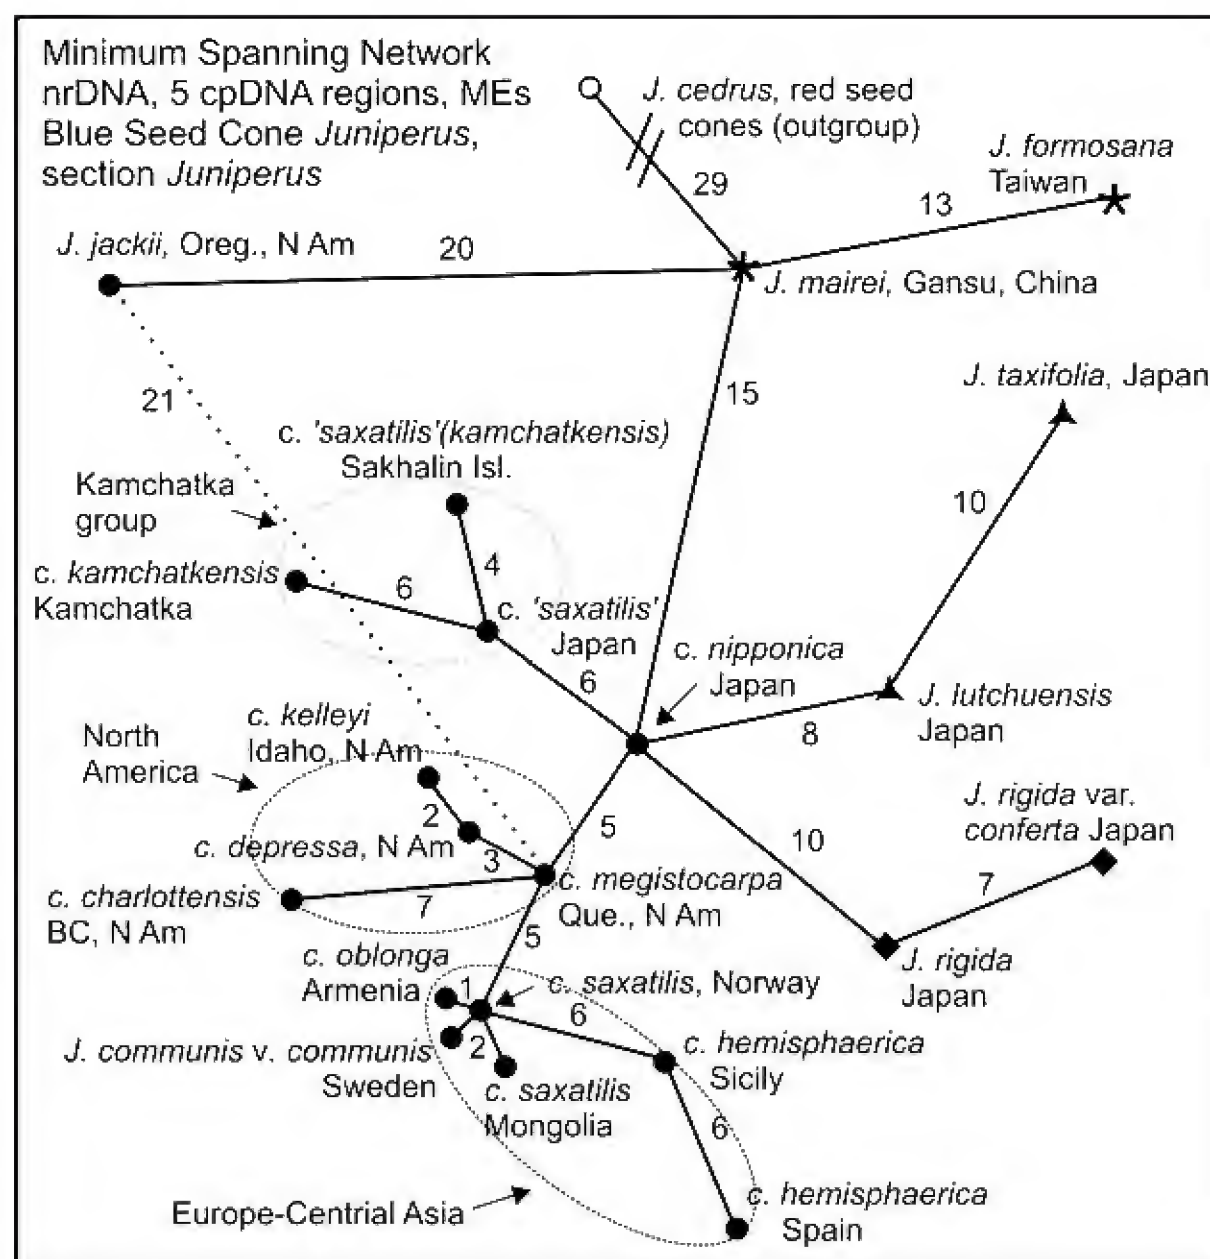 Minimum Spanning Network
nrDNA, 5 cpDNA regions, MEs
Blue Seed Cone Juniperus,
section Juniperus
J. cedrus, red seed
cones (outgroup)
29
J. formosana
Taiwan
13
J. jackii, Oreg., N Am
20
J. mairei, Gansu, China
15
21
J. taxifolia, Japan
c. 'saxatilis'(kamchatkensis)
Sakhalin Isl.
Kamchatka
group
10
4
c. kamchatkensis
Kamchatka
6
c. 'saxatilis'
Japan
6
c. nipponica
Japan
J. lutchuensis
Japan
8
c. kelleyi
Idaho, N Am
North
America
2
5
10
J. rigida var.
conferta Japan
7
c. depressa, N Am
3
c. megistocarpa
Que., N Am
c. charlottensis
BC, N Am
7
5
J. rigida
Japan
c. oblonga
Armenia
1
c. saxatilis, Norway
6
J. communis v. communis
Sweden
2
c. saxatilis
Mongolia
c. hemisphaerica
Sicily
6
Europe-Centrial Asia
c. hemisphaerica
Spain